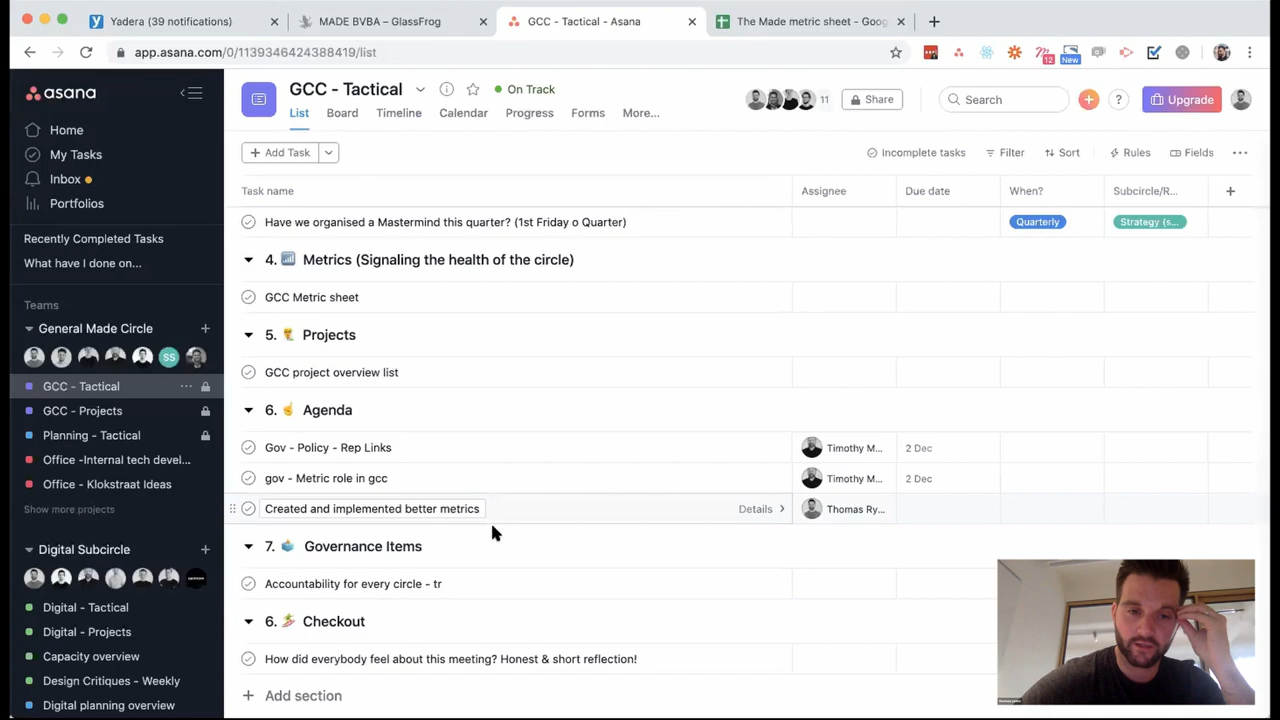 Yadera (39 notifications)
MADE BVBA – GlassFrog
GCC - Tactical - Asana
The Made metric sheet - Goog
app.asana.com/0/1139346424388419/list
12
New
asana
Home
My Tasks
Inbox
Portfolios
Recently Completed Tasks
What have I done on...
Teams
General Made Circle
SS
GCC - Tactical
GCC - Projects
Planning - Tactical
Office -Internal tech devel...
Office - Klokstraat Ideas
Show more projects
Digital Subcircle
Digital - Tactical
Digital - Projects
Capacity overview
Design Critiques - Weekly
Digital planning overview
GCC - Tactical
On Track
List Board Timeline Calendar Progress Forms More...
11
Share
Search
?
Upgrade
Add Task
Incomplete tasks Filter Sort Rules Fields
Task name Assignee Due date When? Subcircle/R...
Have we organised a Mastermind this quarter? (1st Friday o Quarter) Quarterly Strategy (s...
4. Metrics (Signaling the health of the circle)
GCC Metric sheet
5. Projects
GCC project overview list
6. Agenda
Gov - Policy - Rep Links Timothy M... 2 Dec
gov - Metric role in gcc Timothy M... 2 Dec
Created and implemented better metrics Details Thomas Ry...
7. Governance Items
Accountability for every circle - tr
6. Checkout
How did everybody feel about this meeting? Honest & short reflection!
Add section